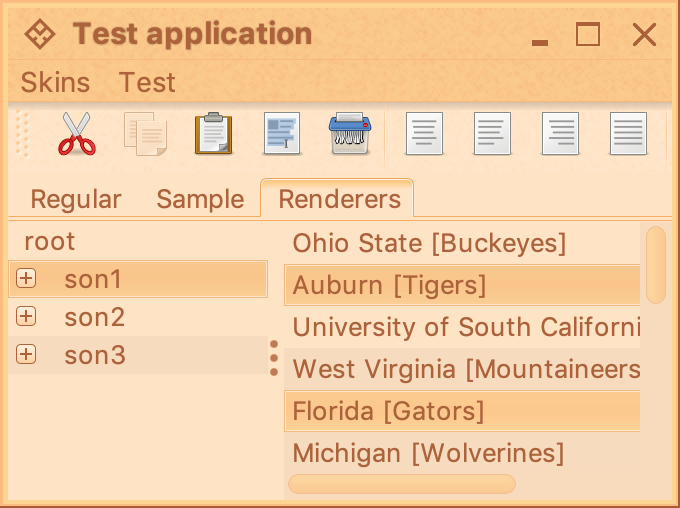 Test application
Skins Test
Regular Sample Renderers
root
son1
son2
son3
Ohio State [Buckeyes]
Auburn [Tigers]
University of South Californi
West Virginia [Mountaineers
Florida [Gators]
Michigan [Wolverines]